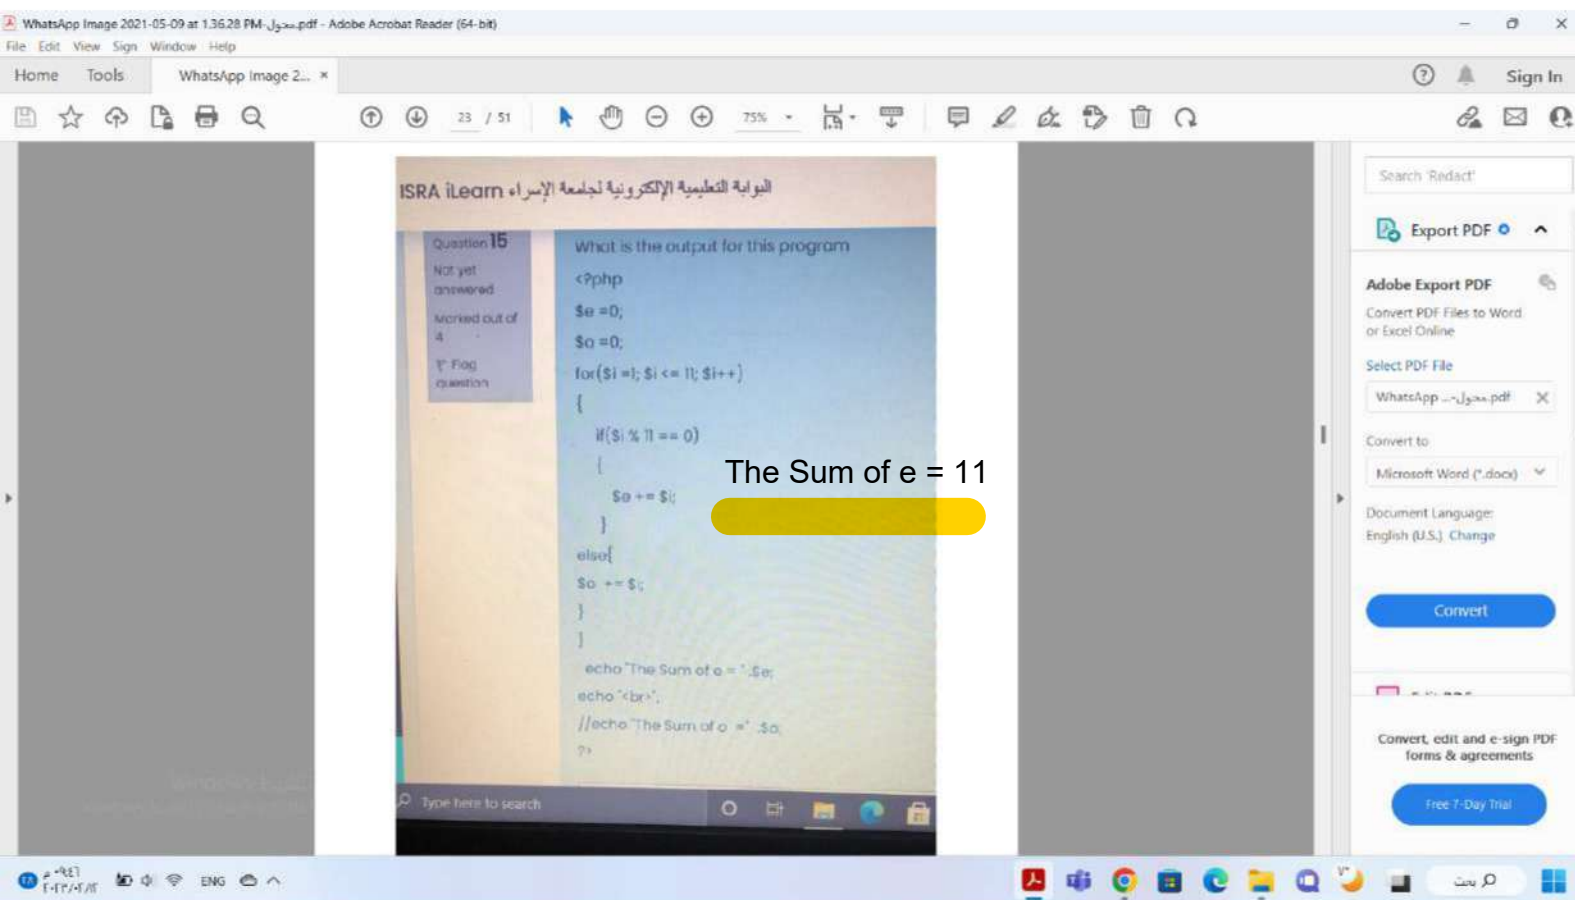 WhatsApp Image 2021-05-09 at 1.36.28 PM-محول.pdf - Adobe Acrobat Reader (64-bit)
File Edit View Sign Window Help
Home Tools WhatsApp Image 2... ×
? Sign In
23 / 51 75%
ISRA iLearn البوابة التعليمية الإلكترونية لجامعة الإسراء
Question 15
Not yet
answered
Marked out of
4
Flag
question
What is the output for this program
<?php
$e =0;
$o =0;
for($i =1; $i <= 11; $i++)
{
if($i % 11 == 0)
{
$e += $i;
}
else{
$o += $i;
}
}
echo "The Sum of e = " .$e;
echo "<br>";
//echo "The Sum of o =" .$o;
?>
The Sum of e = 11
Type here to search
Search 'Redact'
Export PDF
Adobe Export PDF
Convert PDF Files to Word
or Excel Online
Select PDF File
WhatsApp ...-محول.pdf
Convert to
Microsoft Word (*.docx)
Document Language:
English (U.S.) Change
Convert
Convert, edit and e-sign PDF
forms & agreements
Free 7-Day Trial
ENG
بحث